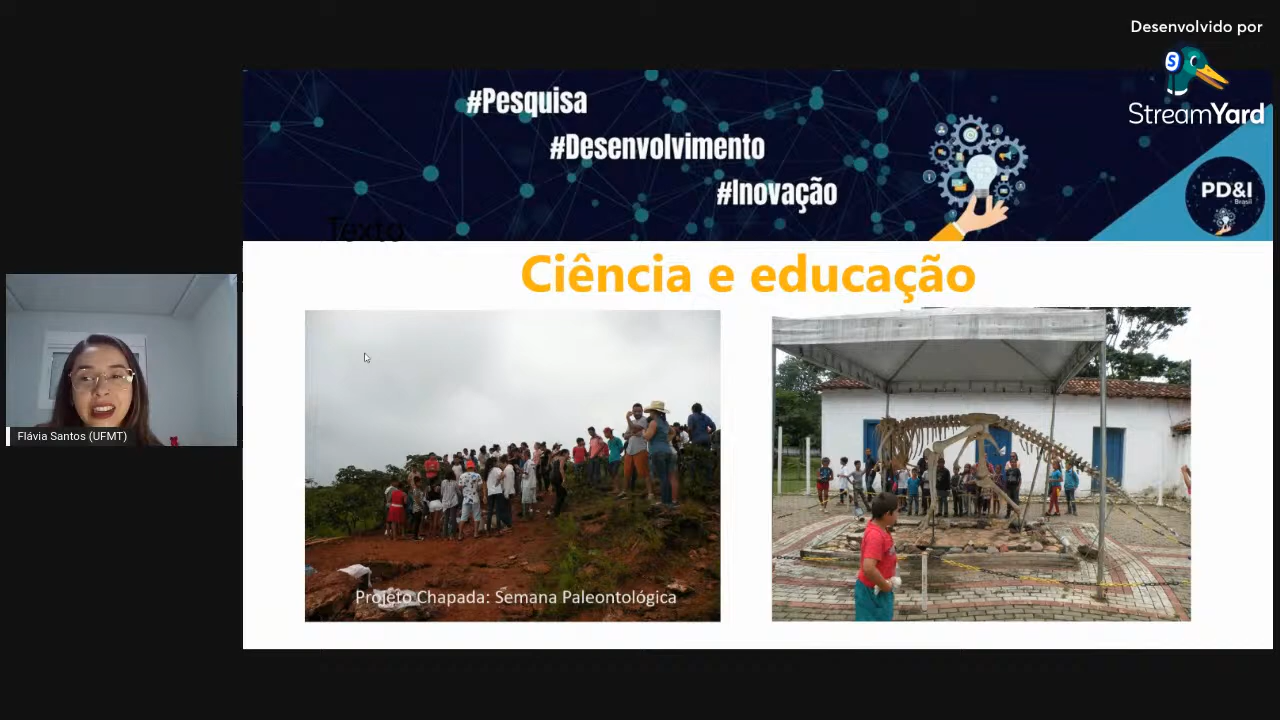 Desenvolvido por
StreamYard
#Pesquisa
#Desenvolvimento
#Inovação
PD&I
Brasil
Texto
Ciência e educação
Projeto Chapada: Semana Paleontológica
Flávia Santos (UFMT)